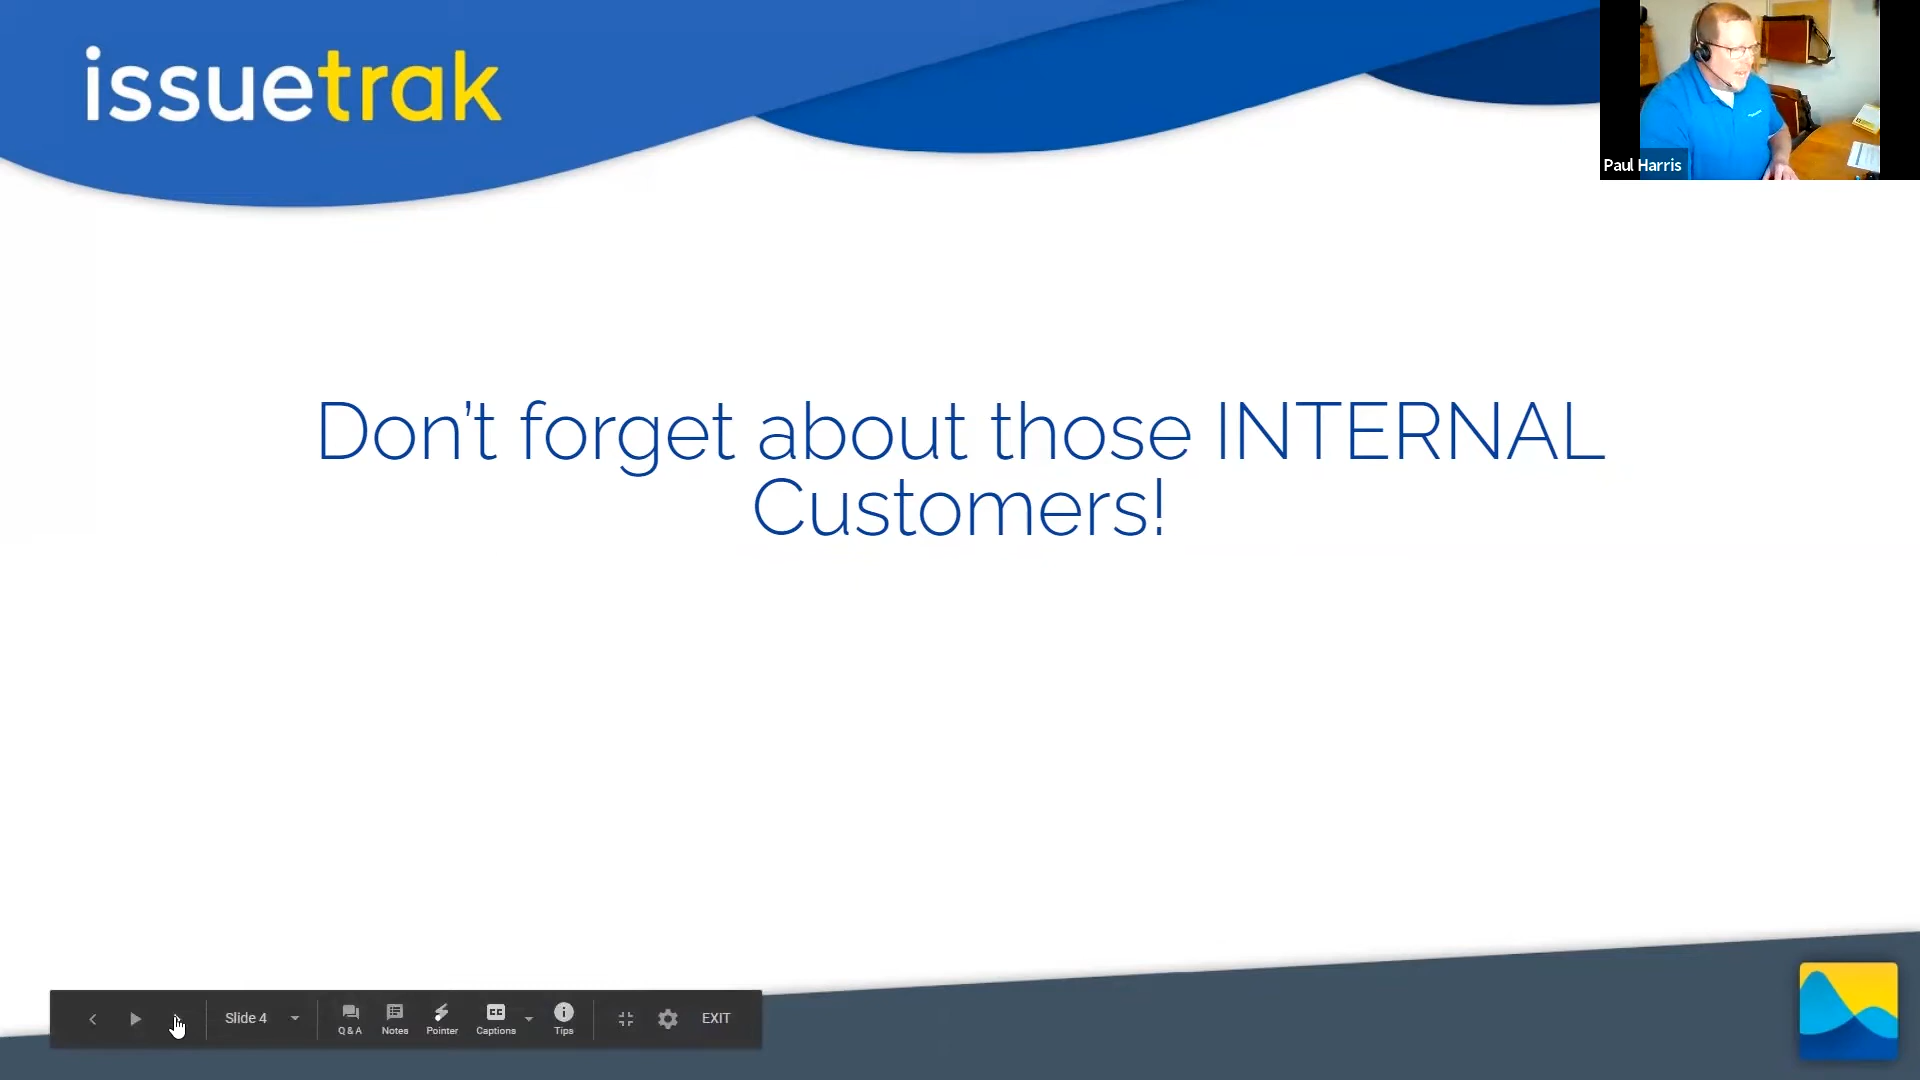 issuetrak
Paul Harris
Don't forget about those INTERNAL
Customers!
Slide 4
Q & A
Notes
Pointer
Captions
Tips
EXIT